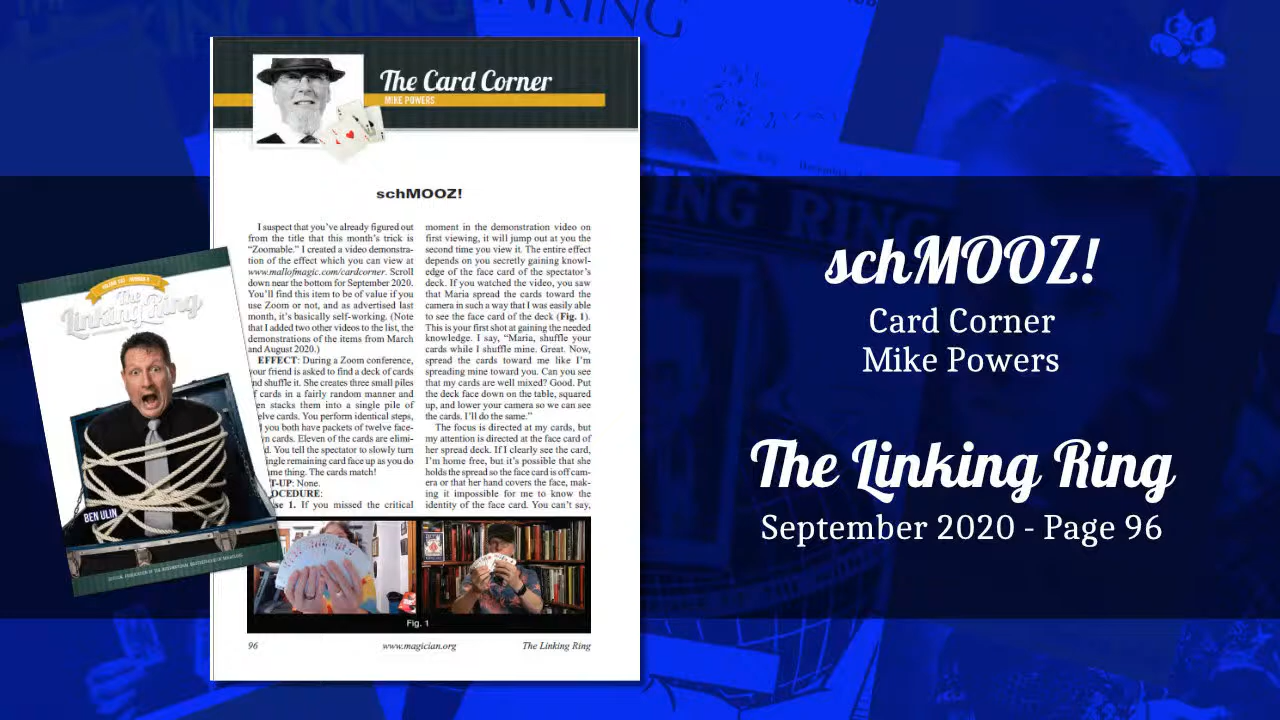 The Card Corner
MIKE POWERS
schMOOZ!
I suspect that you've already figured out
from the title that this month's trick is
"Zoomable." I created a video demonstra-
tion of the effect which you can view at
www.mallofmagic.com/cardcorner. Scroll
down near the bottom for September 2020.
You'll find this item to be of value if you
use Zoom or not, and as advertised last
month, it's basically self-working. (Note
that I added two other videos to the list, the
demonstrations of the items from March
and August 2020.)
EFFECT: During a Zoom conference,
your friend is asked to find a deck of cards
and shuffle it. She creates three small piles
of cards in a fairly random manner and
stacks them into a single pile of
cards. You perform identical steps,
you both have packets of twelve face-
cards. Eleven of the cards are elimi-
You tell the spectator to slowly turn
single remaining card face up as you do
thing. The cards match!
UP: None.
1. If you missed the critical
moment in the demonstration video on
first viewing, it will jump out at you the
second time you view it. The entire effect
depends on you secretly gaining knowl-
edge of the face card of the spectator's
deck. If you watched the video, you saw
that Maria spread the cards toward the
camera in such a way that I was easily able
to see the face card of the deck (Fig. 1).
This is your first shot at gaining the needed
knowledge. I say, "Maria, shuffle your
cards while I shuffle mine. Great. Now,
spread the cards toward me like I'm
spreading mine toward you. Can you see
that my cards are well mixed? Good. Put
the deck face down on the table, squared
up, and lower your camera so we can see
the cards. I'll do the same."
The focus is directed at my cards, but
my attention is directed at the face card of
her spread deck. If I clearly see the card,
I'm home free, but it's possible that she
holds the spread so the face card is off cam-
era or that her hand covers the face, mak-
ing it impossible for me to know the
identity of the face card. You can't say,
Fig. 1
96
www.magician.org
The Linking Ring
The
Linking Ring
BEN ULIN
schMOOZ!
Card Corner
Mike Powers
The Linking Ring
September 2020 - Page 96